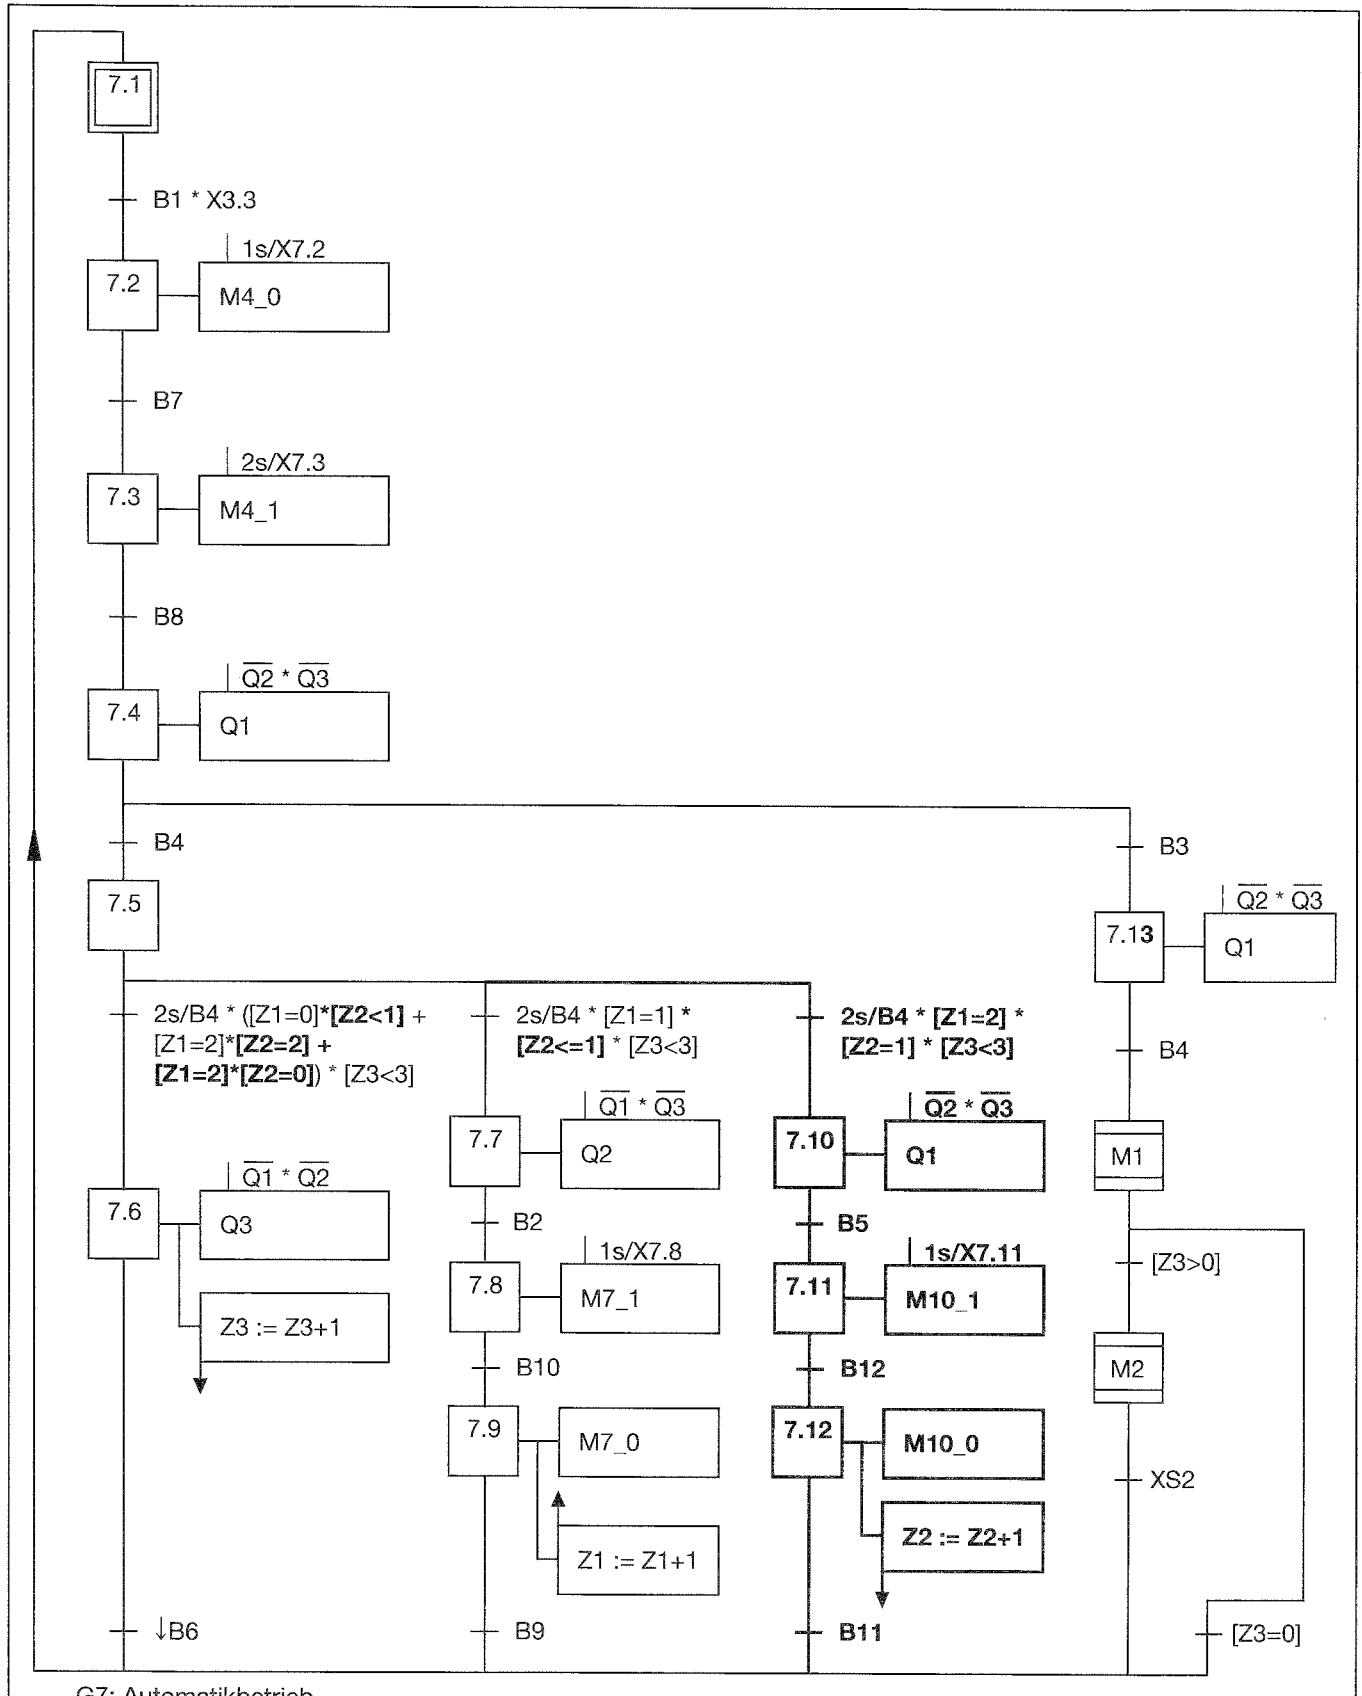 7.1
B1 * X3.3
1s/X7.2
7.2
M4_0
B7
2s/X7.3
7.3
M4_1
B8
Q2 * Q3
7.4
Q1
B4
B3
7.5
Q2 * Q3
7.13
Q1
2s/B4 * ([Z1=0]*[Z2<1] +
[Z1=2]*[Z2=2] +
[Z1=2]*[Z2=0]) * [Z3<3]
2s/B4 * [Z1=1] *
[Z2<=1] * [Z3<3]
2s/B4 * [Z1=2] *
[Z2=1] * [Z3<3]
B4
Q1 * Q3
7.7
Q2
Q2 * Q3
7.10
Q1
M1
Q1 * Q2
7.6
Q3
B2
B5
1s/X7.8
7.8
M7_1
1s/X7.11
7.11
M10_1
[Z3>0]
Z3 := Z3+1
B10
B12
M2
7.9
M7_0
7.12
M10_0
XS2
Z1 := Z1+1
Z2 := Z2+1
↓B6
B9
B11
[Z3=0]
G7: Automatikbetrieb